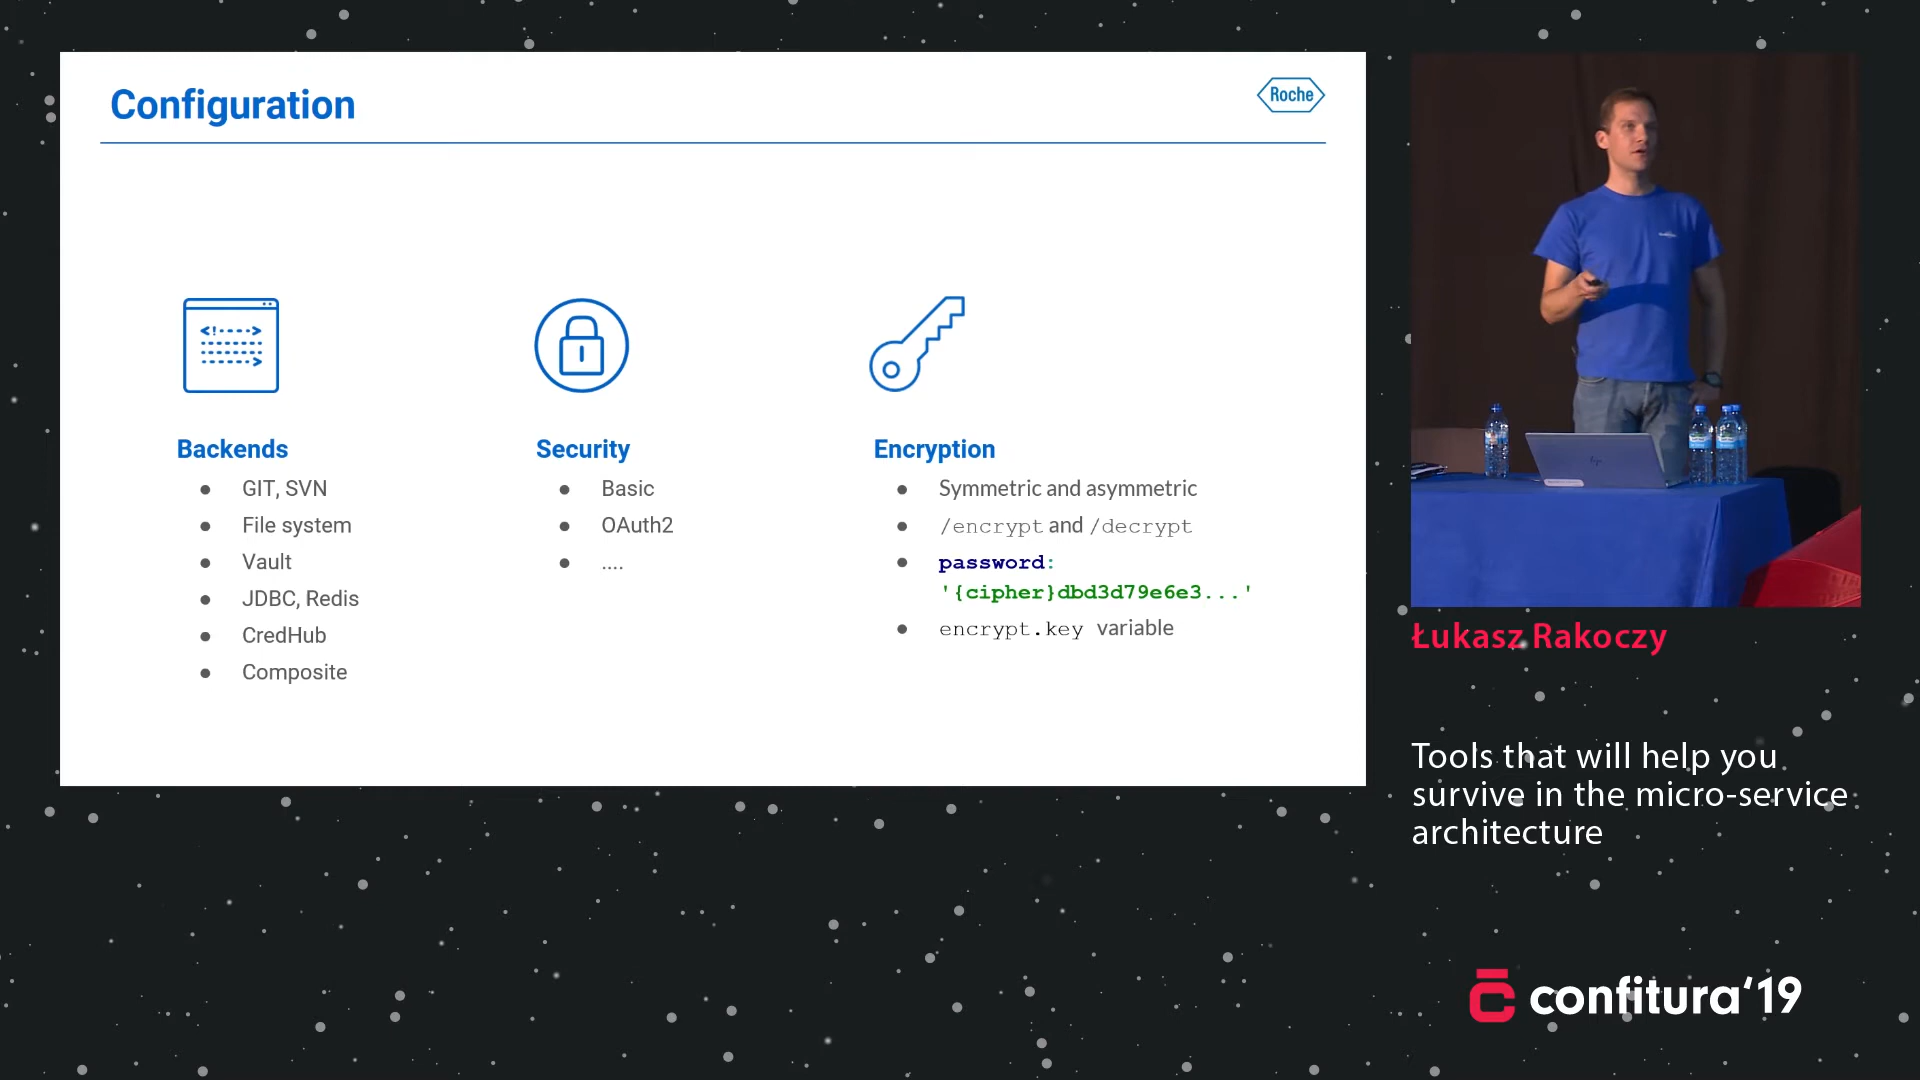 Configuration
Roche
Backends
GIT, SVN
File system
Vault
JDBC, Redis
CredHub
Composite
Security
Basic
OAuth2
....
Encryption
Symmetric and asymmetric
/encrypt and /decrypt
password:
'{cipher}dbd3d79e6e3...'
encrypt.key variable
Łukasz Rakoczy
Tools that will help you
survive in the micro-service
architecture
confitura‘19